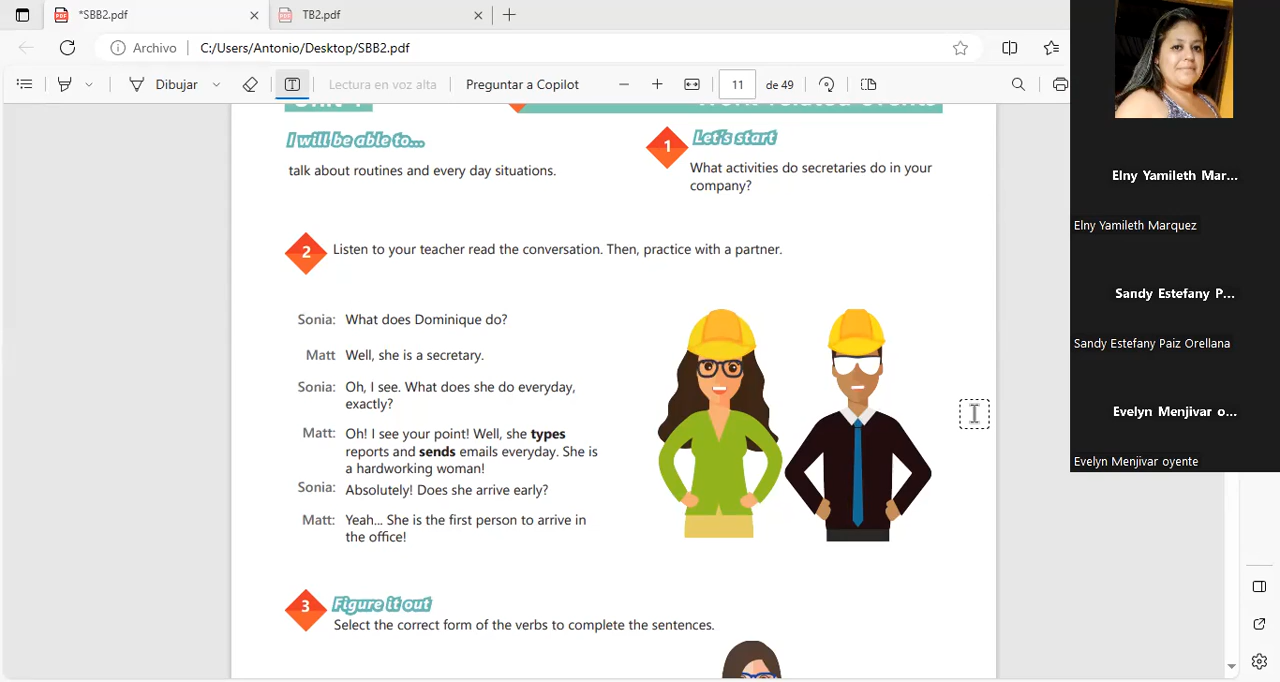 *SBB2.pdf
TB2.pdf
Archivo
C:/Users/Antonio/Desktop/SBB2.pdf
Dibujar
Lectura en voz alta
Preguntar a Copilot
11
de 49
I will be able to...
talk about routines and every day situations.
1
Let's start
What activities do secretaries do in your
company?
2
Listen to your teacher read the conversation. Then, practice with a partner.
Sonia: What does Dominique do?
Matt Well, she is a secretary.
Sonia: Oh, I see. What does she do everyday,
exactly?
Matt: Oh! I see your point! Well, she types
reports and sends emails everyday. She is
a hardworking woman!
Sonia: Absolutely! Does she arrive early?
Matt: Yeah... She is the first person to arrive in
the office!
3
Figure it out
Select the correct form of the verbs to complete the sentences.
Elny Yamileth Mar...
Elny Yamileth Marquez
Sandy Estefany P...
Sandy Estefany Paiz Orellana
Evelyn Menjivar o...
Evelyn Menjivar oyente